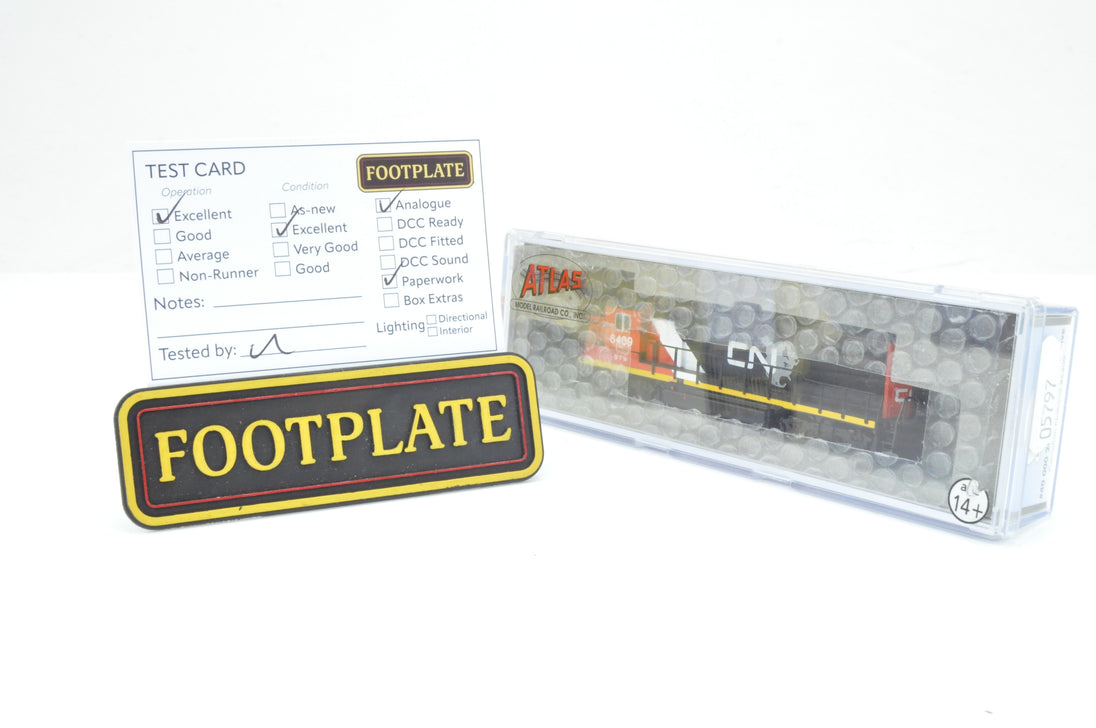 TEST CARD
FOOTPLATE
Operation
Excellent
Good
Average
Non-Runner
Condition
As-new
Excellent
Very Good
Good
Analogue
DCC Ready
DCC Fitted
DCC Sound
Paperwork
Box Extras
Notes:
Lighting
Directional
Interior
Tested by:
FOOTPLATE
ATLAS
MODEL RAILROAD CO., INC.
CN
14+
05797